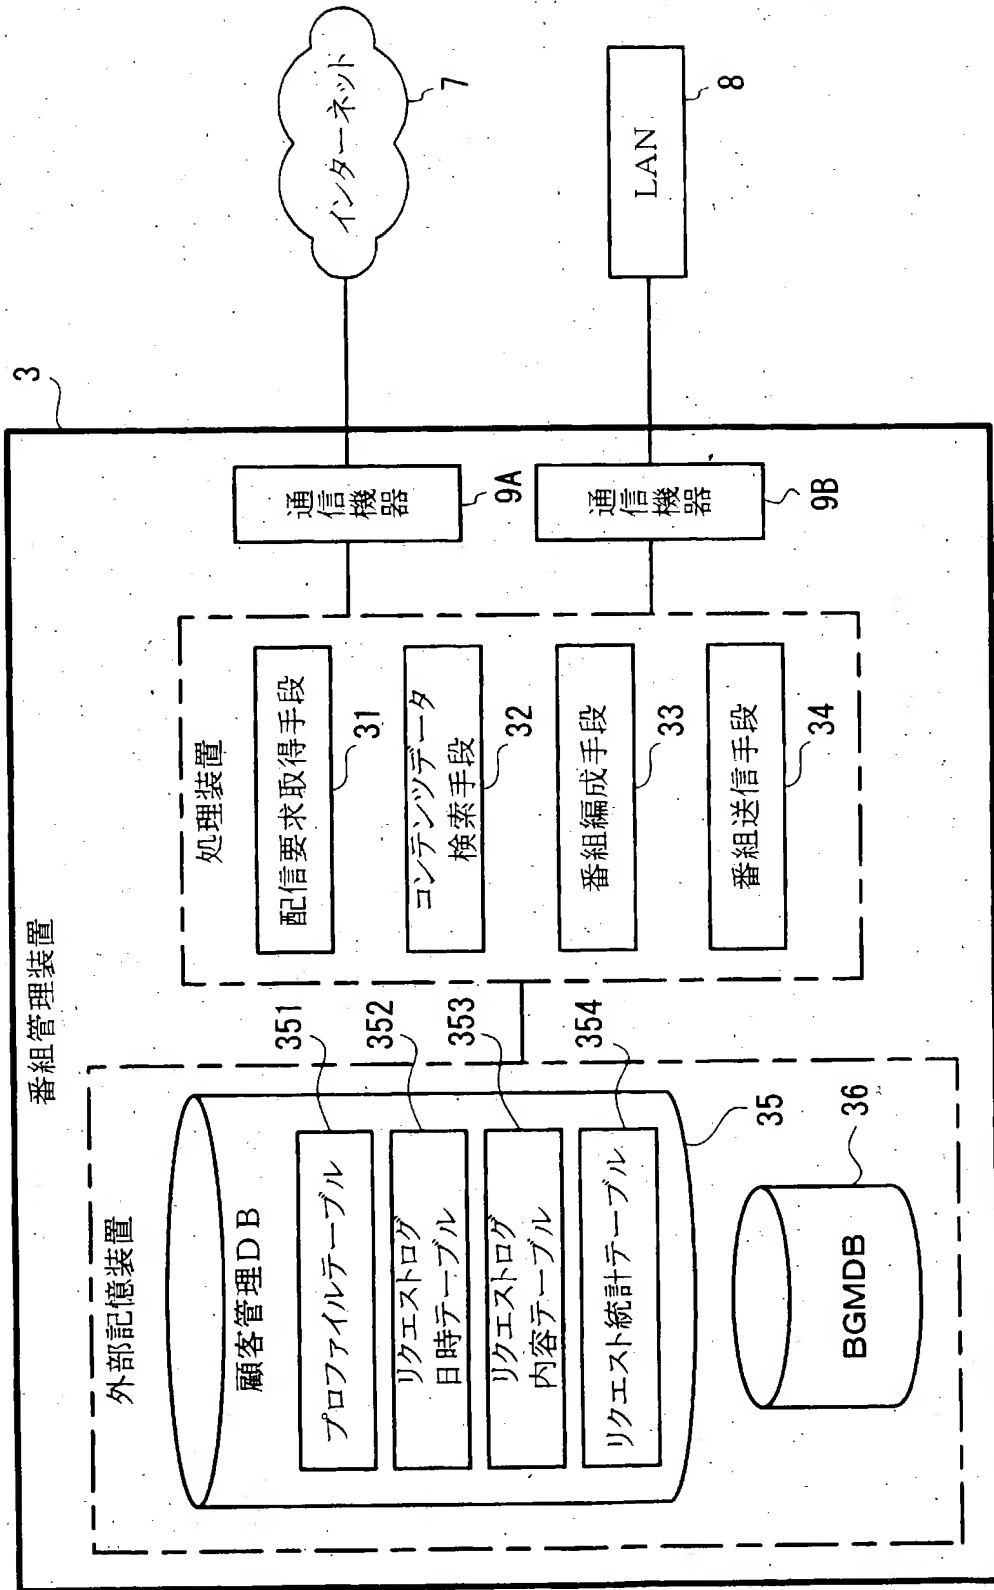 番組管理装置
3
外部記憶装置
顧客管理DB
プロファイルテーブル
351
リクエストログ
日時テーブル
352
リクエストログ
内容テーブル
353
リクエスト統計テーブル
354
35
BGMDB
36
処理装置
配信要求取得手段
31
コンテンツデータ
検索手段
32
番組編成手段
33
番組送信手段
34
通信機器
9A
通信機器
9B
インターネット
7
LAN
8